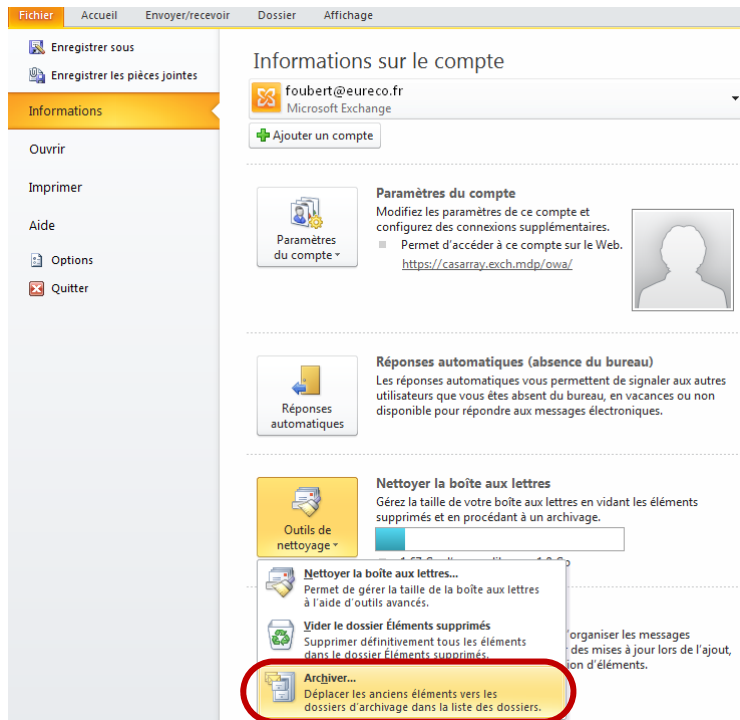 Fichier Accueil Envoyer/recevoir Dossier Affichage
Enregistrer sous
Enregistrer les pièces jointes
Informations
Ouvrir
Imprimer
Aide
Options
Quitter
Informations sur le compte
foubert@eureco.fr
Microsoft Exchange
Ajouter un compte
Paramètres
du compte
Paramètres du compte
Modifiez les paramètres de ce compte et
configurez des connexions supplémentaires.
Permet d'accéder à ce compte sur le Web.
https://casarray.exch.mdp/owa/
Réponses
automatiques
Réponses automatiques (absence du bureau)
Les réponses automatiques vous permettent de signaler aux autres
utilisateurs que vous êtes absent du bureau, en vacances ou non
disponible pour répondre aux messages électroniques.
Outils de
nettoyage
Nettoyer la boîte aux lettres
Gérez la taille de votre boîte aux lettres en vidant les éléments
supprimés et en procédant à un archivage.
Nettoyer la boîte aux lettres...
Permet de gérer la taille de la boîte aux lettres
à l'aide d'outils avancés.
Vider le dossier Éléments supprimés
Supprimer définitivement tous les éléments
dans le dossier Éléments supprimés.
Archiver...
Déplacer les anciens éléments vers les
dossiers d'archivage dans la liste des dossiers.
'organiser les messages
des mises à jour lors de l'ajout,
ion d'éléments.